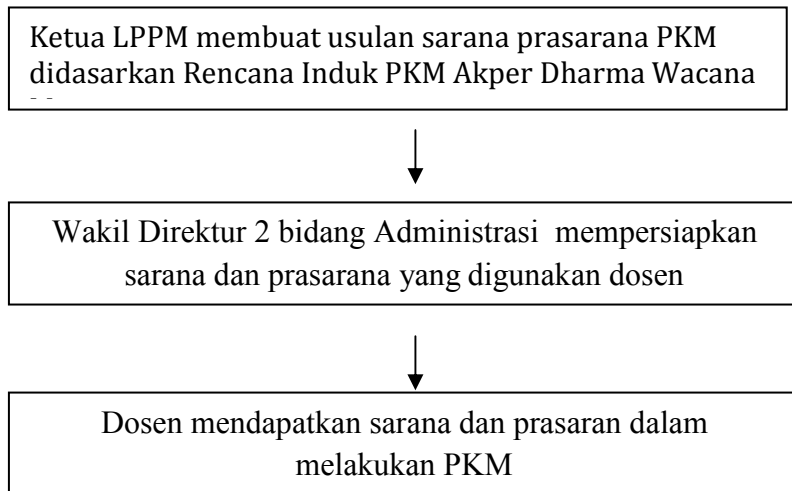 Ketua LPPM membuat usulan sarana prasarana PKM
didasarkan Rencana Induk PKM Akper Dharma Wacana
Wakil Direktur 2 bidang Administrasi mempersiapkan
sarana dan prasarana yang digunakan dosen
Dosen mendapatkan sarana dan prasaran dalam
melakukan PKM